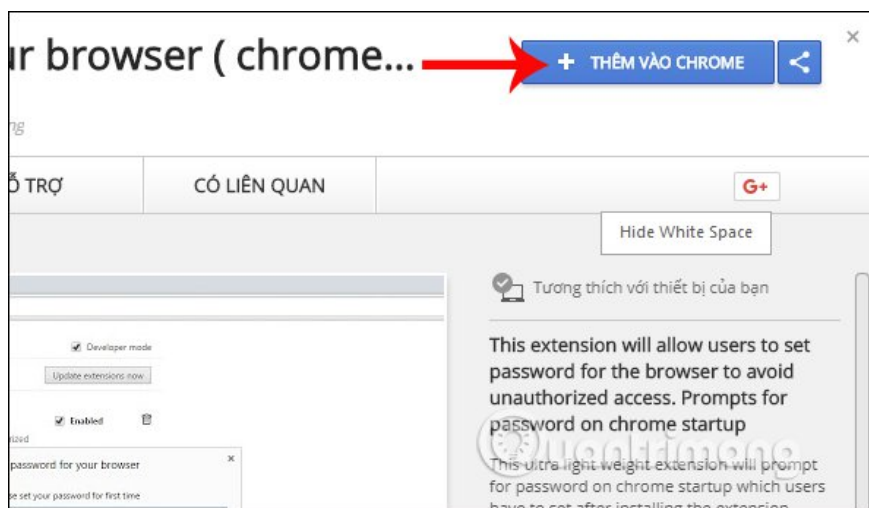 ur browser ( chrome...
+ THÊM VÀO CHROME
ng
Ỗ TRỢ
CÓ LIÊN QUAN
G+
Hide White Space
Tương thích với thiết bị của bạn
Developer mode
Update extensions now
Enabled
rized
password for your browser
se set your password for first time
This extension will allow users to set
password for the browser to avoid
unauthorized access. Prompts for
password on chrome startup
Quantrimang
This ultra light weight extension will prompt
for password on chrome startup which users
have to set after installing the extension